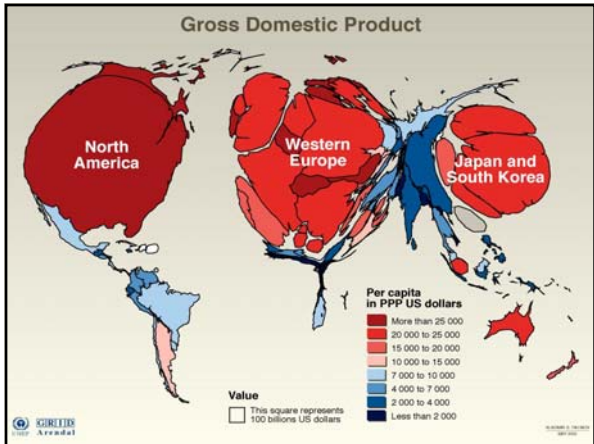 Gross Domestic Product
North
America
Western
Europe
Japan and
South Korea
Per capita
in PPP US dollars
More than 25 000
20 000 to 25 000
15 000 to 20 000
10 000 to 15 000
7 000 to 10 000
4 000 to 7 000
2 000 to 4 000
Less than 2 000
Value
This square represents
100 billions US dollars
UNEP
GRID
Arendal